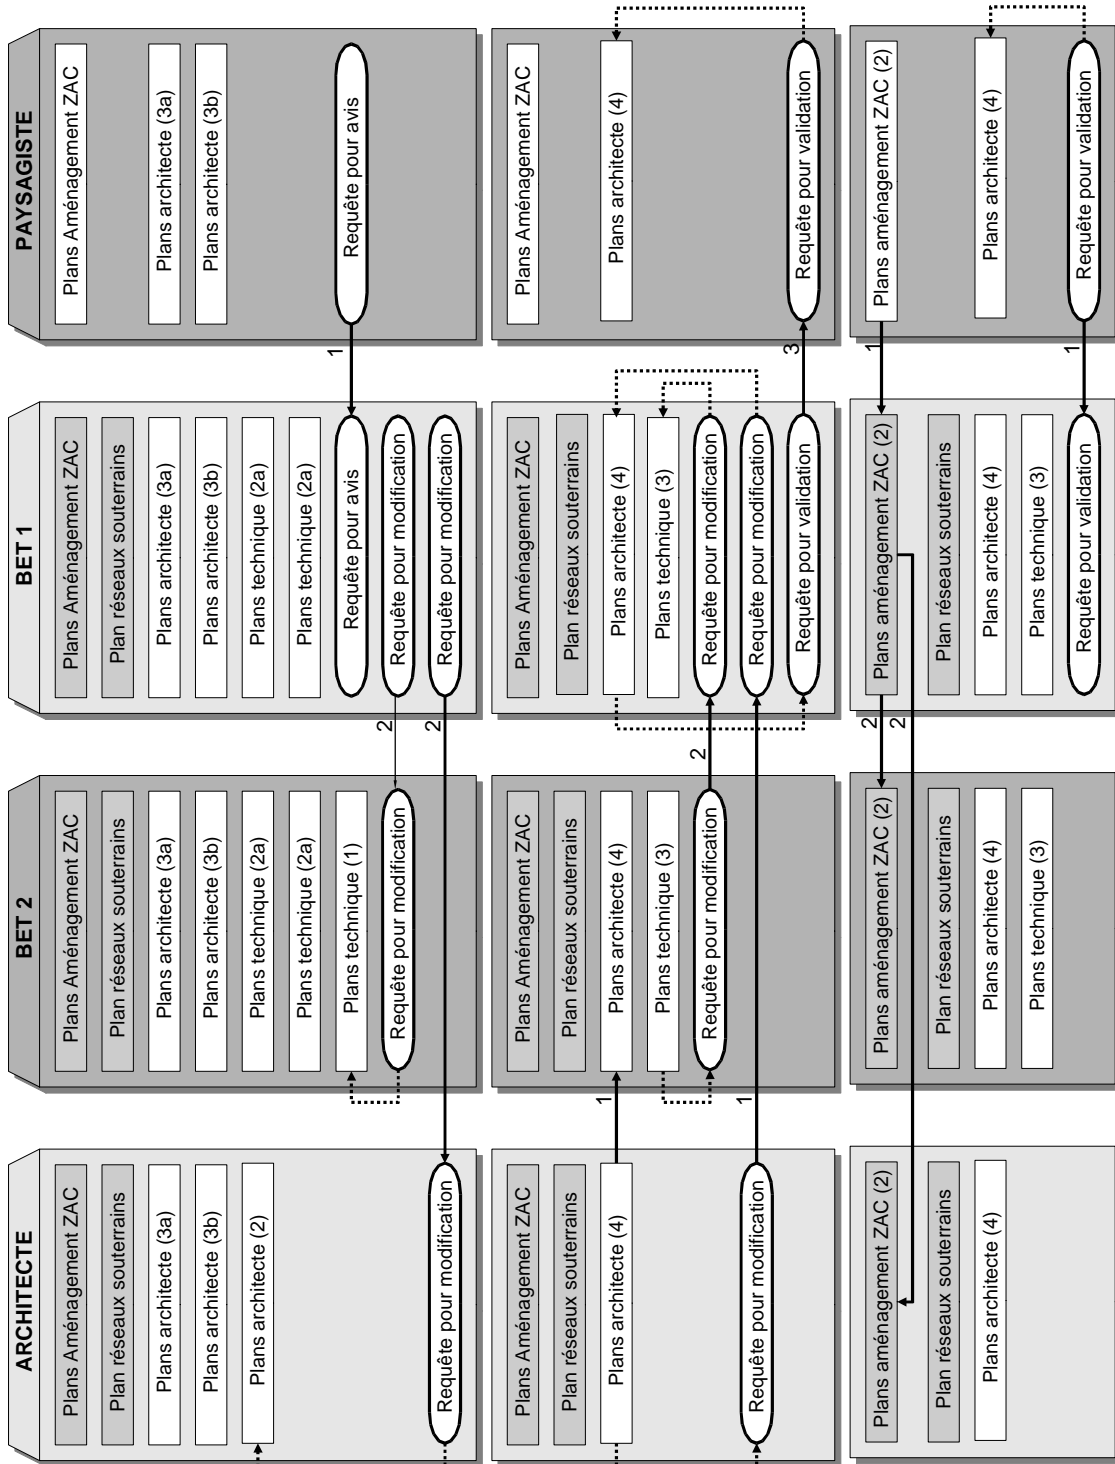 ARCHITECTE
Plans Aménagement ZAC
Plan réseaux souterrains
Plans architecte (3a)
Plans architecte (3b)
Plans architecte (2)
Requête pour modification
BET 2
Plans Aménagement ZAC
Plan réseaux souterrains
Plans architecte (3a)
Plans architecte (3b)
Plans technique (2a)
Plans technique (2a)
Plans technique (1)
Requête pour modification
BET 1
Plans Aménagement ZAC
Plan réseaux souterrains
Plans architecte (3a)
Plans architecte (3b)
Plans technique (2a)
Plans technique (2a)
Requête pour avis
Requête pour modification
Requête pour modification
2
2
PAYSAGISTE
Plans Aménagement ZAC
Plans architecte (3a)
Plans architecte (3b)
Requête pour avis
1
Plans Aménagement ZAC
Plan réseaux souterrains
Plans architecte (4)
Requête pour modification
1
1
Plans Aménagement ZAC
Plan réseaux souterrains
Plans architecte (4)
Plans technique (3)
Requête pour modification
2
Plans Aménagement ZAC
Plan réseaux souterrains
Plans architecte (4)
Plans technique (3)
Requête pour modification
Requête pour modification
Requête pour validation
3
Plans Aménagement ZAC
Plans architecte (4)
Requête pour validation
Plans aménagement ZAC (2)
Plan réseaux souterrains
Plans architecte (4)
Plans aménagement ZAC (2)
Plan réseaux souterrains
Plans architecte (4)
Plans technique (3)
2
2
Plans aménagement ZAC (2)
Plan réseaux souterrains
Plans architecte (4)
Plans technique (3)
Requête pour validation
1
1
Plans aménagement ZAC (2)
Plans architecte (4)
Requête pour validation